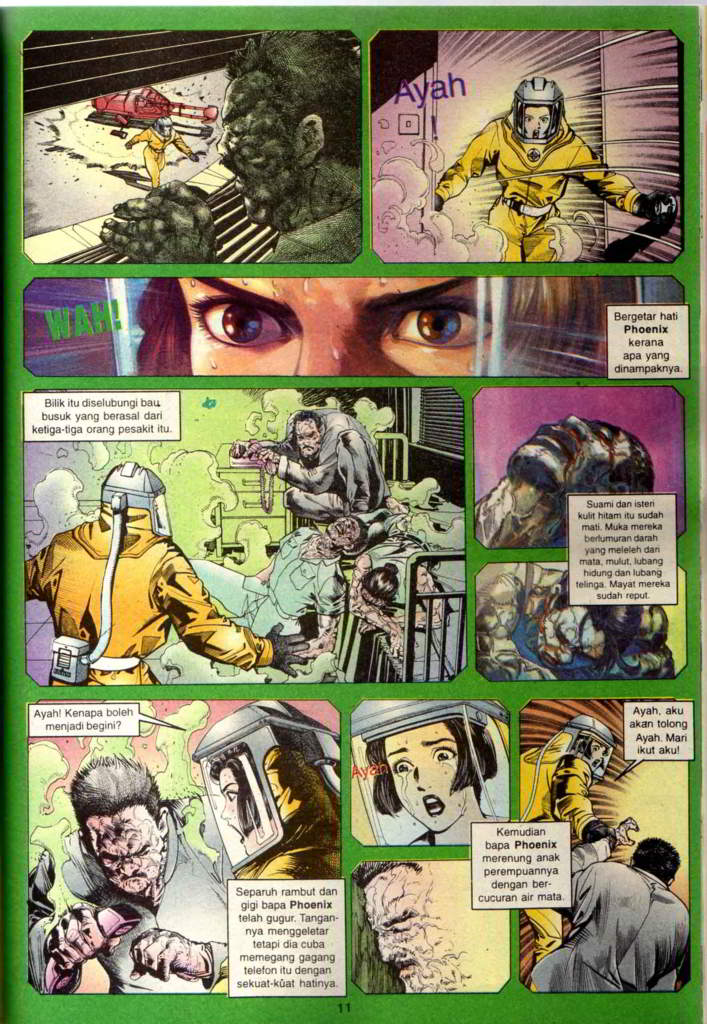 Ayah
!
WAH!
Bergetar hati
Phoenix
kerana
apa yang
dinampaknya.
Bilik itu diselubungi bau
busuk yang berasal dari
ketiga-tiga orang pesakit itu.
Suami dan isteri
kulit hitam itu sudah
mati. Muka mereka
berlumuran darah
yang meleleh dari
mata, mulut, lubang
hidung dan lubang
telinga. Mayat mereka
sudah reput.
Ayah! Kenapa boleh
menjadi begini?
Separuh rambut dan
gigi bapa Phoenix
telah gugur. Tangan-
nya menggeletar
tetapi dia cuba
memegang gagang
telefon itu dengan
sekuat-kuat hatinya.
Ayah
Kemudian
bapa Phoenix
merenung anak
perempuannya
dengan ber-
cucuran air mata.
Ayah, aku
akan tolong
Ayah. Mari
ikut aku!
11